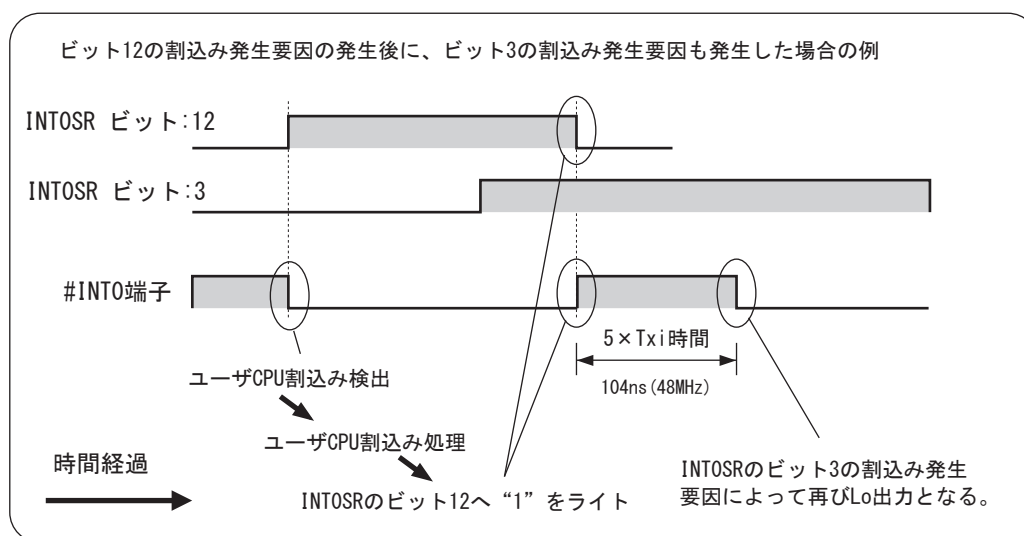 ビット12の割込み発生要因の発生後に、ビット3の割込み発生要因も発生した場合の例
INT0SR ビット:12
INT0SR ビット:3
#INT0端子
5×Txi時間
104ns(48MHz)
ユーザCPU割込み検出
ユーザCPU割込み処理
INT0SRのビット12へ“1”をライト
時間経過
INT0SRのビット3の割込み発生
要因によって再びLo出力となる。